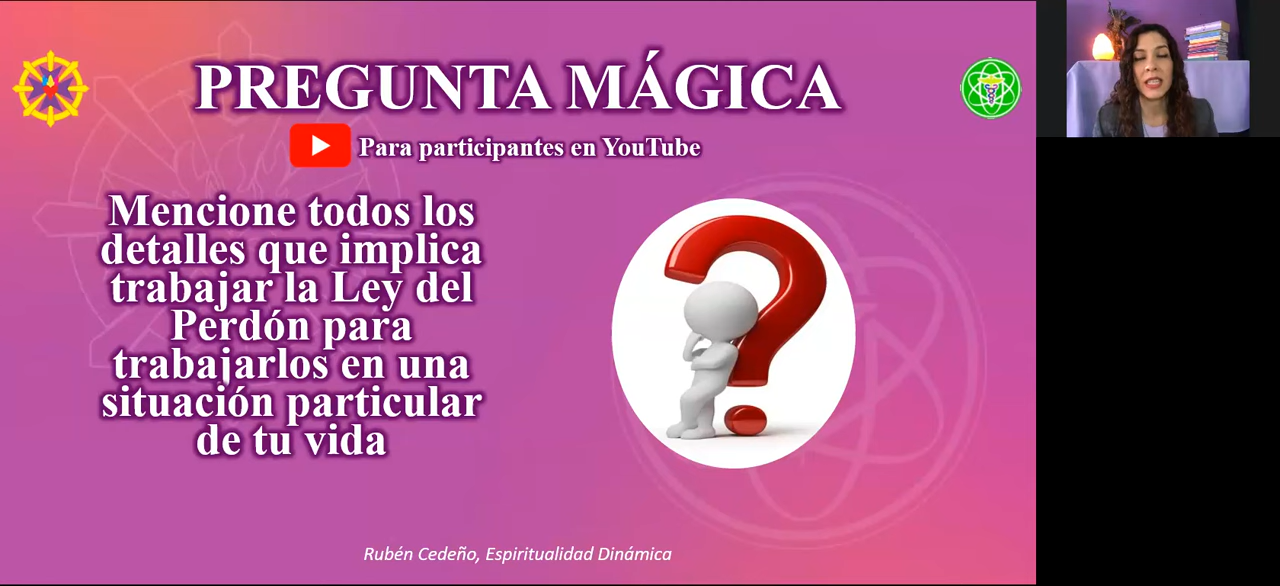 PREGUNTA MÁGICA
Para participantes en YouTube
Mencione todos los
detalles que implica
trabajar la Ley del
Perdón para
trabajarlos en una
situación particular
de tu vida
Rubén Cedeño, Espiritualidad Dinámica